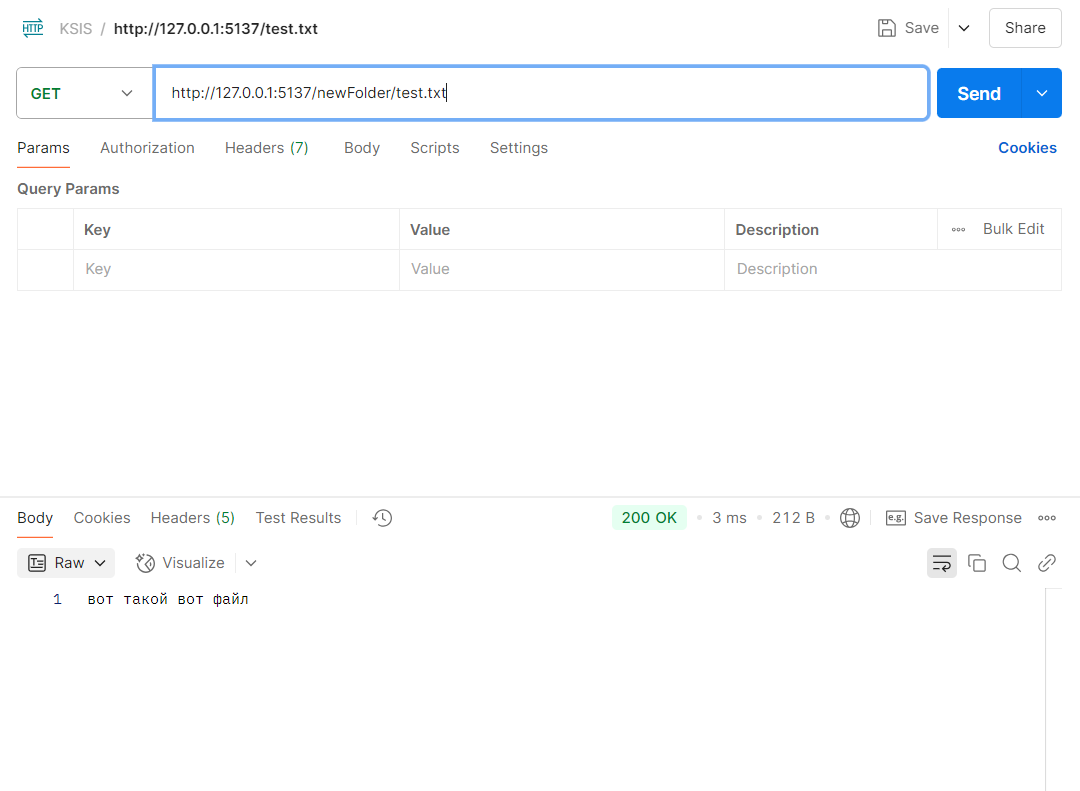 HTTP KSIS / http://127.0.0.1:5137/test.txt Save Share
GET http://127.0.0.1:5137/newFolder/test.txt Send
Params Authorization Headers (7) Body Scripts Settings Cookies
Query Params
Key Value Description Bulk Edit
Key Value Description
Body Cookies Headers (5) Test Results 200 OK 3 ms 212 B e.g. Save Response
Raw Visualize
1 вот такой вот файл